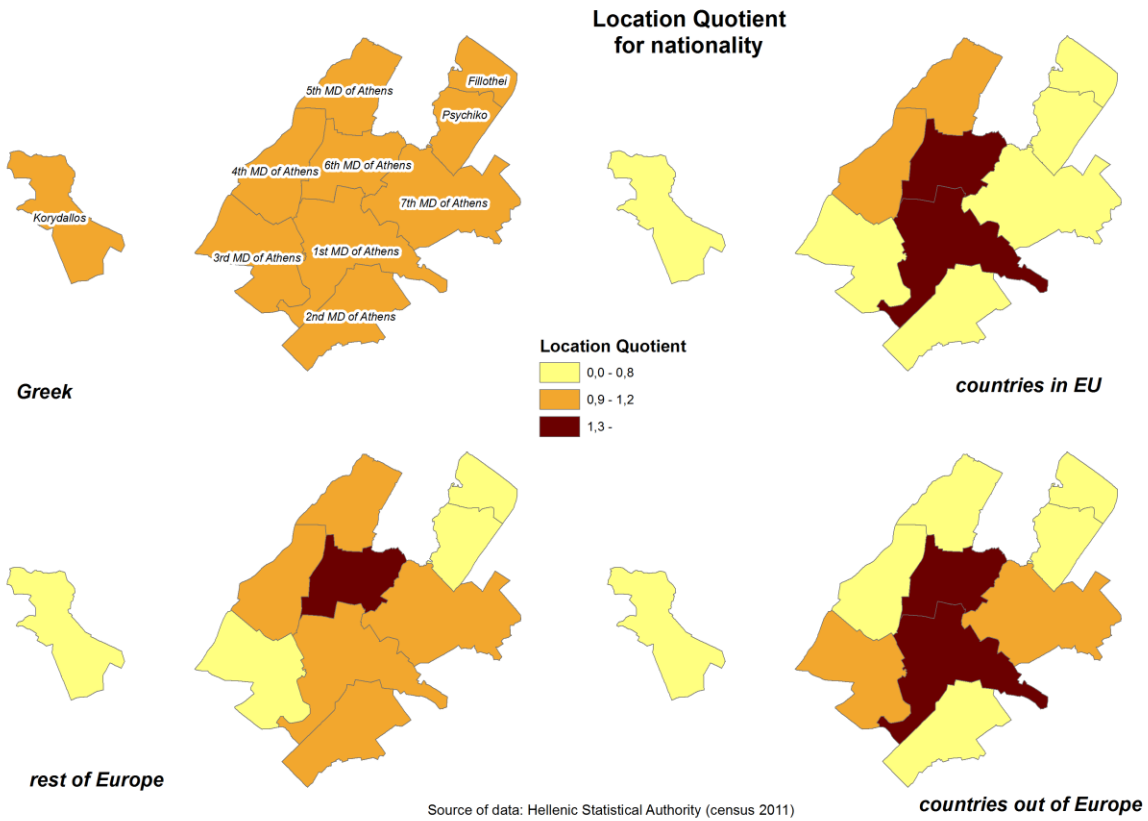 Location Quotient
for nationality
Fillothei
5th MD of Athens
Psychiko
6th MD of Athens
4th MD of Athens
7th MD of Athens
Korydallos
1st MD of Athens
3rd MD of Athens
2nd MD of Athens
Greek
countries in EU
Location Quotient
0,0 - 0,8
0,9 - 1,2
1,3 -
rest of Europe
countries out of Europe
Source of data: Hellenic Statistical Authority (census 2011)